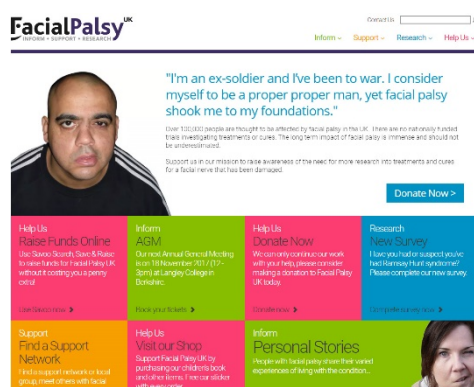 FacialPalsy UK
INFORM • SUPPORT • RESEARCH
Contact Us
Inform
Support
Research
Help Us
"I'm an ex-soldier and I've been to war. I consider
myself to be a proper proper man, yet facial palsy
shook me to my foundations."
Over 100,000 people are thought to be affected by facial palsy in the UK. There are no nationally funded
trials investigating treatments or cures. The long term impact of facial palsy is immense and should not
be underestimated.
Support us in our mission to raise awareness of the need for more research into treatments and cures
for a facial nerve that has been damaged.
Donate Now >
Help Us
Raise Funds Online
Use Savoo Search, Save & Raise
to raise funds for Facial Palsy UK
without it costing you a penny
extra!
Use Savoo now >
Inform
AGM
Our next Annual General Meeting
is on 18 November 2017 (12 -
3pm) at Langley College in
Berkshire.
Book your tickets >
Help Us
Donate Now
We can only continue our work
with your help, please consider
making a donation to Facial Palsy
UK today.
Donate now >
Research
New Survey
Have you had or suspect you've
had Ramsay Hunt syndrome?
Please complete our new survey.
Complete survey now >
Support
Find a Support
Network
Find a support network or local
group, meet others with facial
Help Us
Visit our Shop
Support Facial Palsy UK by
purchasing our children's book
and other items. Free car sticker
with every order.
Inform
Personal Stories
People with facial palsy share their varied
experiences of living with the condition...